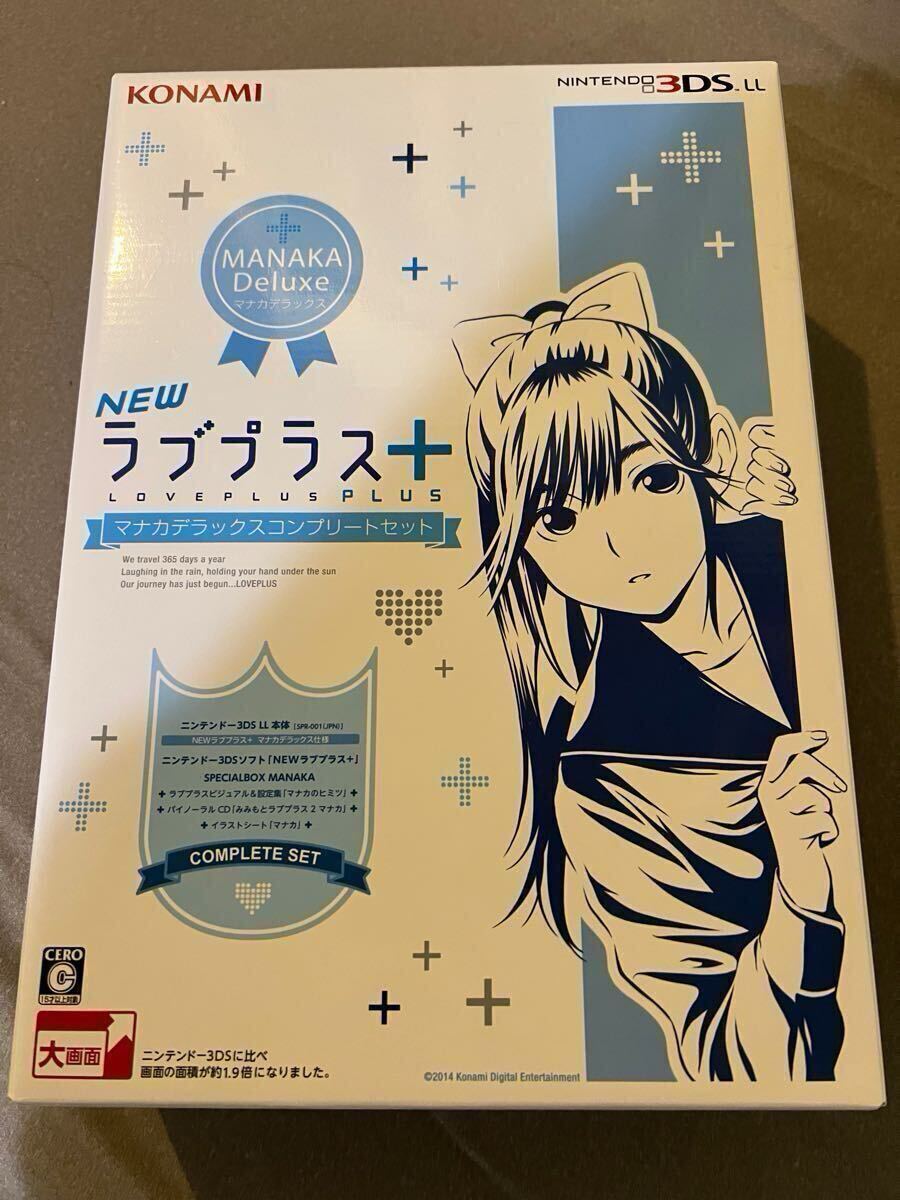 KONAMI
NINTENDO 3DS™ LL
MANAKA
Deluxe
マナカデラックス
NEW
ラブプラス+
LOVEPLUS PLUS
マナカデラックスコンプリートセット
We travel 365 days a year
Laughing in the rain, holding your hand under the sun
Our journey has just begun...LOVEPLUS
ニンテンドー3DS LL 本体 [SPR-001(JPN)]
NEWラブプラス+ マナカデラックス仕様
ニンテンドー3DSソフト「NEWラブプラス+」
SPECIALBOX MANAKA
+ ラブプラスビジュアル&設定集「マナカのヒミツ」 +
+ バイノーラル CD「みみもとラブプラス 2 マナカ」 +
+ イラストシート「マナカ」 +
COMPLETE SET
CERO
C
15才以上対象
大画面
ニンテンドー3DSに比べ
画面の面積が約1.9倍になりました。
©2014 Konami Digital Entertainment